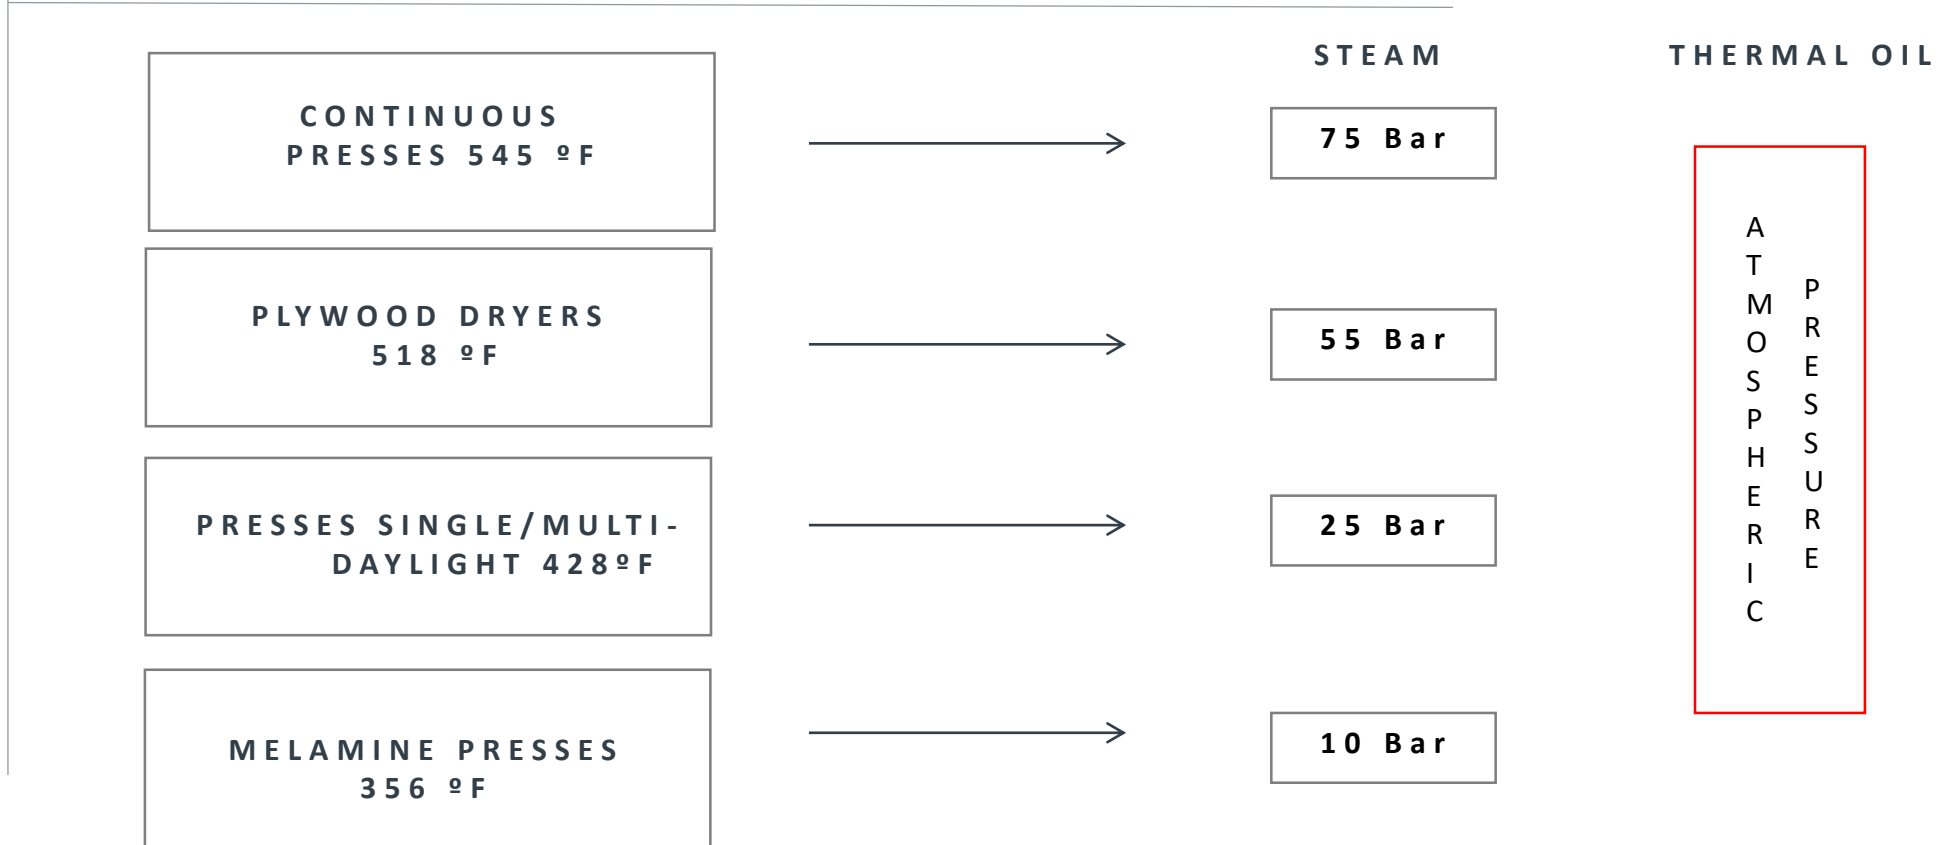 STEAM
THERMAL OIL
CONTINUOUS
PRESSES 545 ºF
75 Bar
PLYWOOD DRYERS
518 ºF
55 Bar
PRESSES SINGLE/MULTI-
DAYLIGHT 428ºF
25 Bar
MELAMINE PRESSES
356 ºF
10 Bar
ATMOSPHERIC
PRESSURE